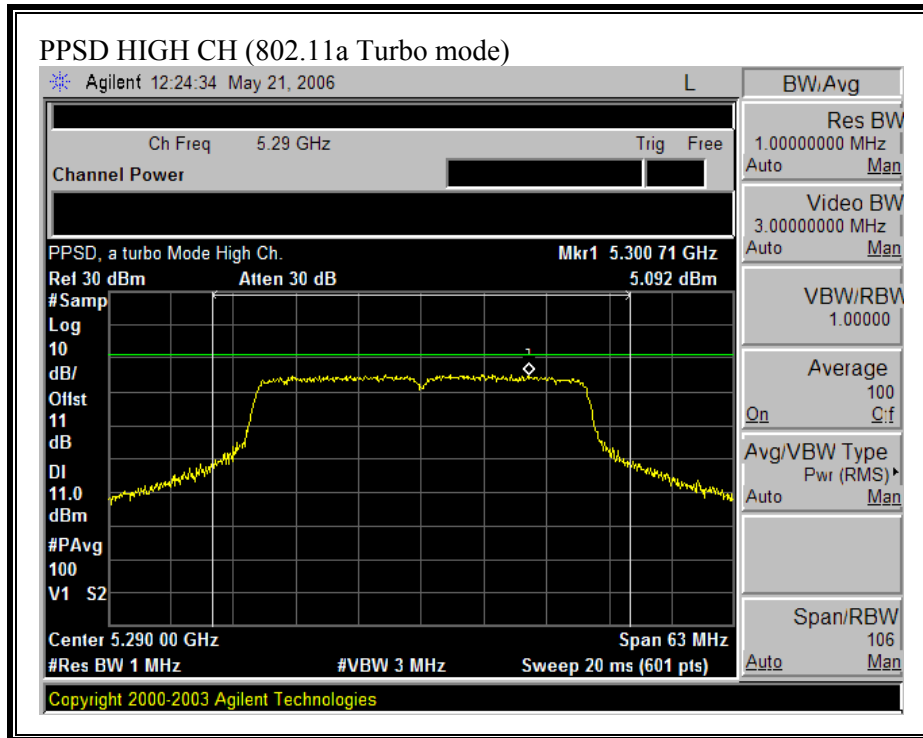 PPSD HIGH CH (802.11a Turbo mode)
Agilent 12:24:34 May 21, 2006 L
BW/Avg
Ch Freq 5.29 GHz Trig Free
Channel Power
Res BW
1.00000000 MHz
Auto Man
Video BW
3.00000000 MHz
Auto Man
PPSD, a turbo Mode High Ch. Mkr1 5.300 71 GHz
Ref 30 dBm Atten 30 dB 5.092 dBm
#Samp
Log
10
dB/
Offst
11
dB
DI
11.0
dBm
#PAvg
100
V1 S2
1
VBW/RBW
1.00000
Average
100
On Off
Avg/VBW Type
Pwr (RMS)
Auto Man
Span/RBW
106
Auto Man
Center 5.290 00 GHz Span 63 MHz
#Res BW 1 MHz #VBW 3 MHz Sweep 20 ms (601 pts)
Copyright 2000-2003 Agilent Technologies